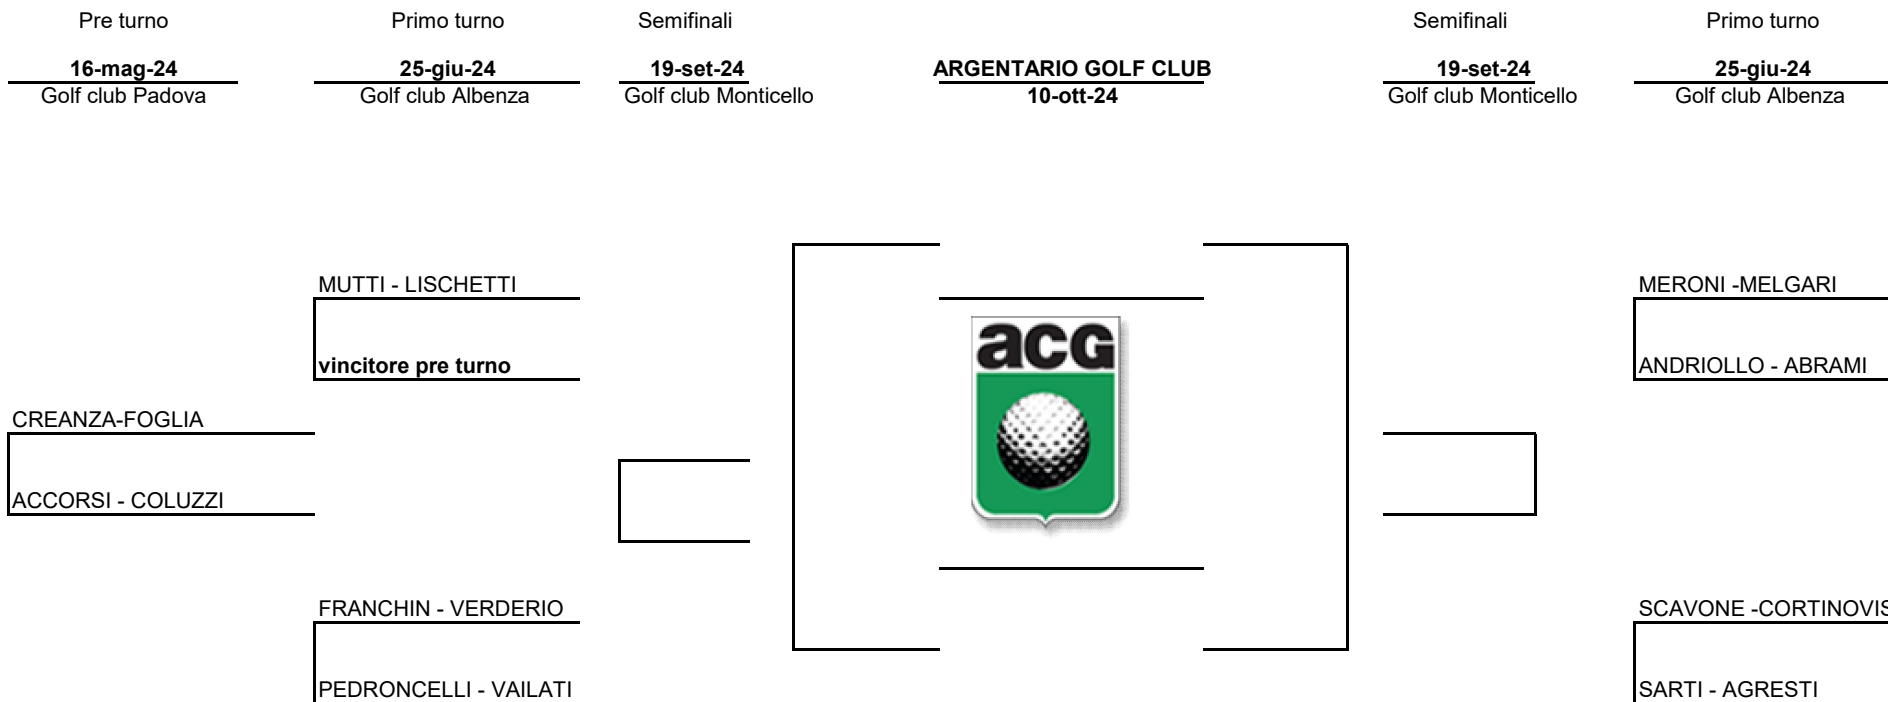 Pre turno
Primo turno
Semifinali
Semifinali
Primo turno
16-mag-24
25-giu-24
19-set-24
ARGENTARIO GOLF CLUB
19-set-24
25-giu-24
Golf club Padova
Golf club Albenza
Golf club Monticello
10-ott-24
Golf club Monticello
Golf club Albenza
MUTTI - LISCHETTI
MERONI -MELGARI
acG
vincitore pre turno
ANDRIOLLO - ABRAMI
CREANZA-FOGLIA
ACCORSI - COLUZZI
FRANCHIN - VERDERIO
SCAVONE -CORTINOVIS
PEDRONCELLI - VAILATI
SARTI - AGRESTI